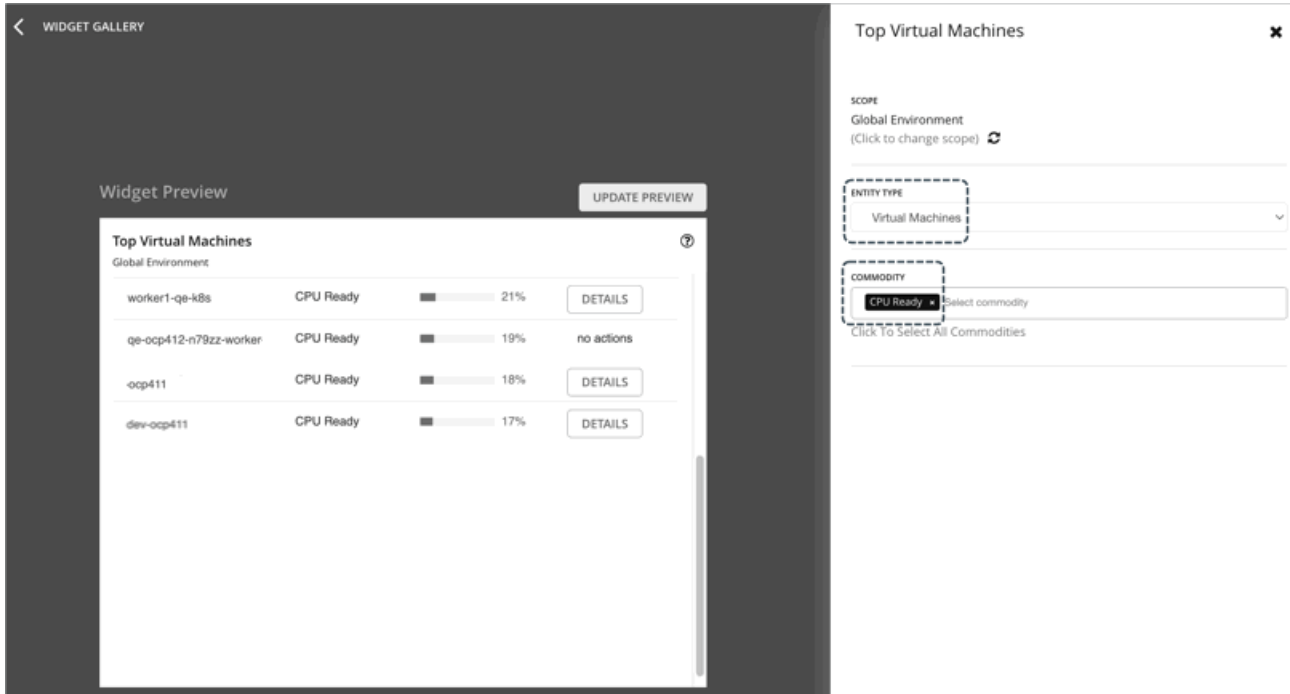 WIDGET GALLERY
Widget Preview
UPDATE PREVIEW
Top Virtual Machines
Global Environment
worker1-qe-k8s CPU Ready 21% DETAILS
qe-ocp412-n79zz-worker CPU Ready 19% no actions
-ocp411 CPU Ready 18% DETAILS
dev-ocp411 CPU Ready 17% DETAILS
Top Virtual Machines
SCOPE
Global Environment
(Click to change scope)
ENTITY TYPE
Virtual Machines
COMMODITY
CPU Ready × Select commodity
Click To Select All Commodities